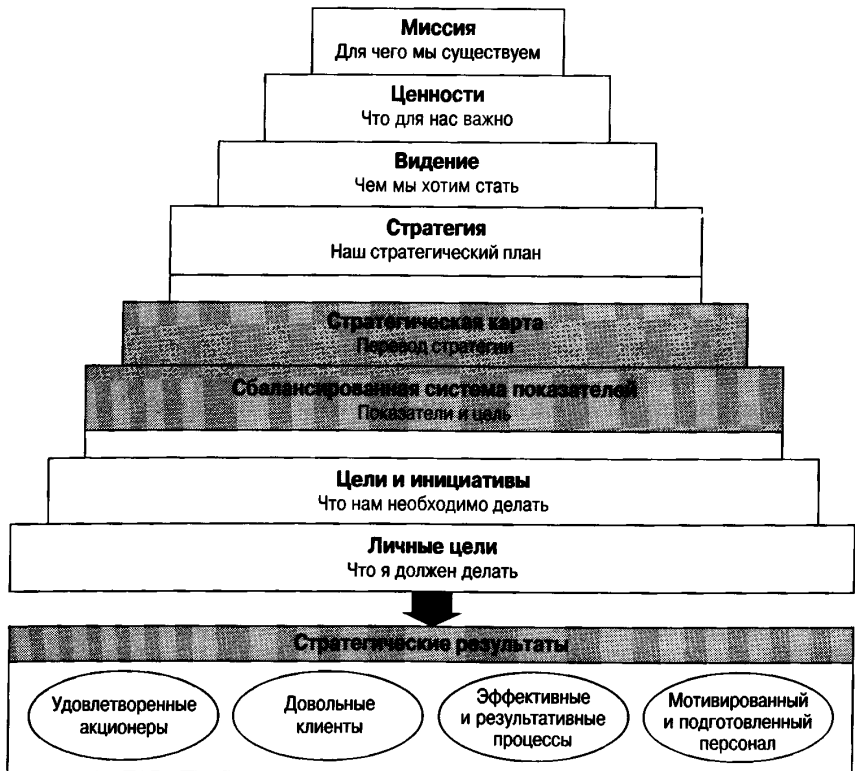 Миссия
Для чего мы существуем
Ценности
Что для нас важно
Видение
Чем мы хотим стать
Стратегия
Наш стратегический план
Стратегическая карта
Перевод стратегии
Сбалансированная система показателей
Показатели и цель
Цели и инициативы
Что нам необходимо делать
Личные цели
Что я должен делать
Стратегические результаты
Удовлетворенные
акционеры
Довольные
клиенты
Эффективные
и результативные
процессы
Мотивированный
и подготовленный
персонал